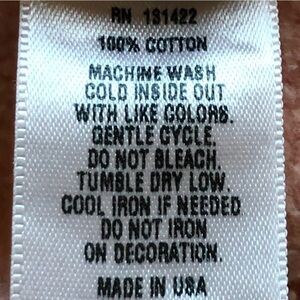 RN 131422
100% COTTON
MACHINE WASH
COLD INSIDE OUT
WITH LIKE COLORS.
GENTLE CYCLE.
DO NOT BLEACH.
TUMBLE DRY LOW.
COOL IRON IF NEEDED
DO NOT IRON
ON DECORATION.
MADE IN USA